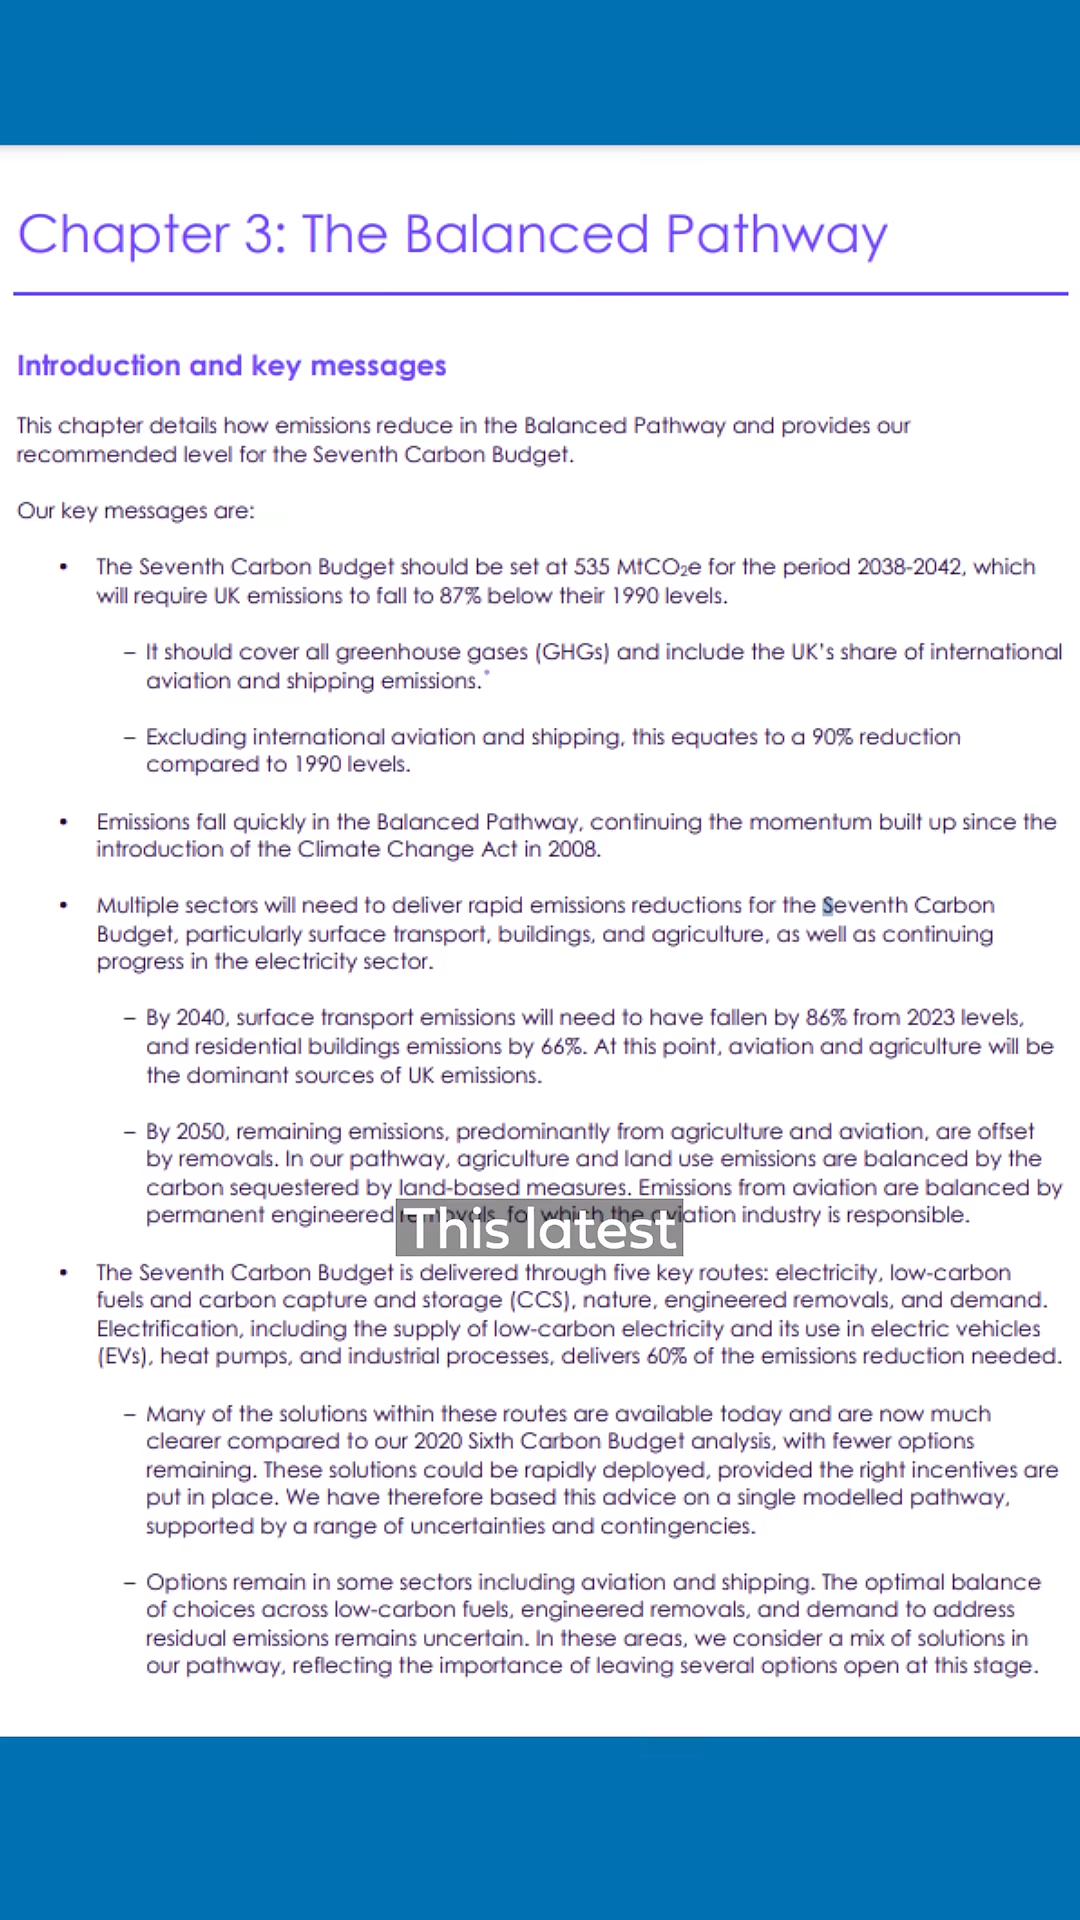 Chapter 3: The Balanced Pathway
Introduction and key messages
This chapter details how emissions reduce in the Balanced Pathway and provides our
recommended level for the Seventh Carbon Budget.
Our key messages are:
• The Seventh Carbon Budget should be set at 535 MtCO₂e for the period 2038-2042, which
will require UK emissions to fall to 87% below their 1990 levels.
– It should cover all greenhouse gases (GHGs) and include the UK's share of international
aviation and shipping emissions.*
– Excluding international aviation and shipping, this equates to a 90% reduction
compared to 1990 levels.
• Emissions fall quickly in the Balanced Pathway, continuing the momentum built up since the
introduction of the Climate Change Act in 2008.
• Multiple sectors will need to deliver rapid emissions reductions for the Seventh Carbon
Budget, particularly surface transport, buildings, and agriculture, as well as continuing
progress in the electricity sector.
– By 2040, surface transport emissions will need to have fallen by 86% from 2023 levels,
and residential buildings emissions by 66%. At this point, aviation and agriculture will be
the dominant sources of UK emissions.
– By 2050, remaining emissions, predominantly from agriculture and aviation, are offset
by removals. In our pathway, agriculture and land use emissions are balanced by the
carbon sequestered by land-based measures. Emissions from aviation are balanced by
permanent engineered removals, for which the aviation industry is responsible.
This latest
• The Seventh Carbon Budget is delivered through five key routes: electricity, low-carbon
fuels and carbon capture and storage (CCS), nature, engineered removals, and demand.
Electrification, including the supply of low-carbon electricity and its use in electric vehicles
(EVs), heat pumps, and industrial processes, delivers 60% of the emissions reduction needed.
– Many of the solutions within these routes are available today and are now much
clearer compared to our 2020 Sixth Carbon Budget analysis, with fewer options
remaining. These solutions could be rapidly deployed, provided the right incentives are
put in place. We have therefore based this advice on a single modelled pathway,
supported by a range of uncertainties and contingencies.
– Options remain in some sectors including aviation and shipping. The optimal balance
of choices across low-carbon fuels, engineered removals, and demand to address
residual emissions remains uncertain. In these areas, we consider a mix of solutions in
our pathway, reflecting the importance of leaving several options open at this stage.